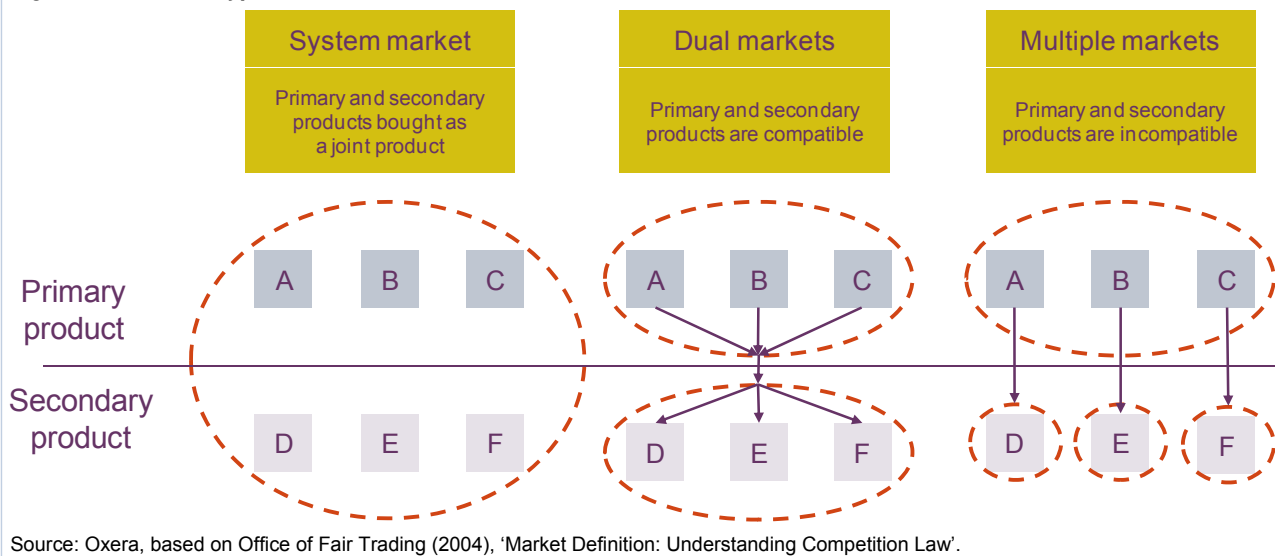 System market
Primary and secondary
products bought as
a joint product
Dual markets
Primary and secondary
products are compatible
Multiple markets
Primary and secondary
products are incompatible
Primary
product
A B C
A B C
A B C
Secondary
product
D E F
D E F
D E F
Source: Oxera, based on Office of Fair Trading (2004), ‘Market Definition: Understanding Competition Law’.